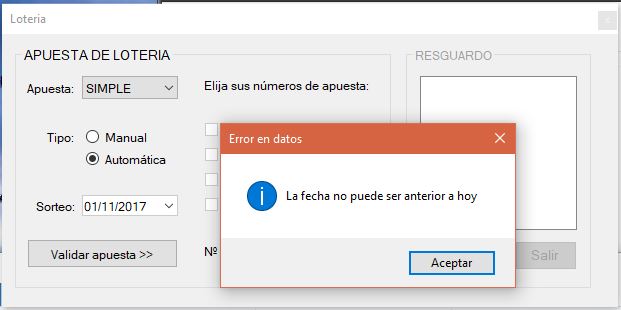 Loteria
APUESTA DE LOTERIA
RESGUARDO
Apuesta: SIMPLE
Elija sus números de apuesta:
Tipo: Manual
Automática
Error en datos
La fecha no puede ser anterior a hoy
Sorteo: 01/11/2017
Validar apuesta >>
Nº
Aceptar
Salir